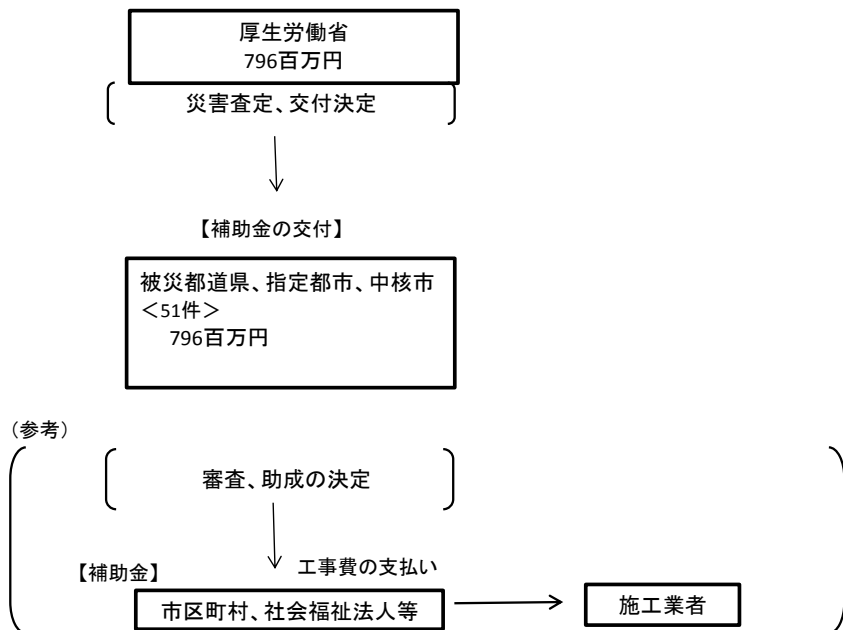 厚生労働省
796百万円
災害査定、交付決定
【補助金の交付】
被災都道県、指定都市、中核市
＜51件＞
796百万円
（参考）
審査、助成の決定
【補助金】
工事費の支払い
市区町村、社会福祉法人等
施工業者